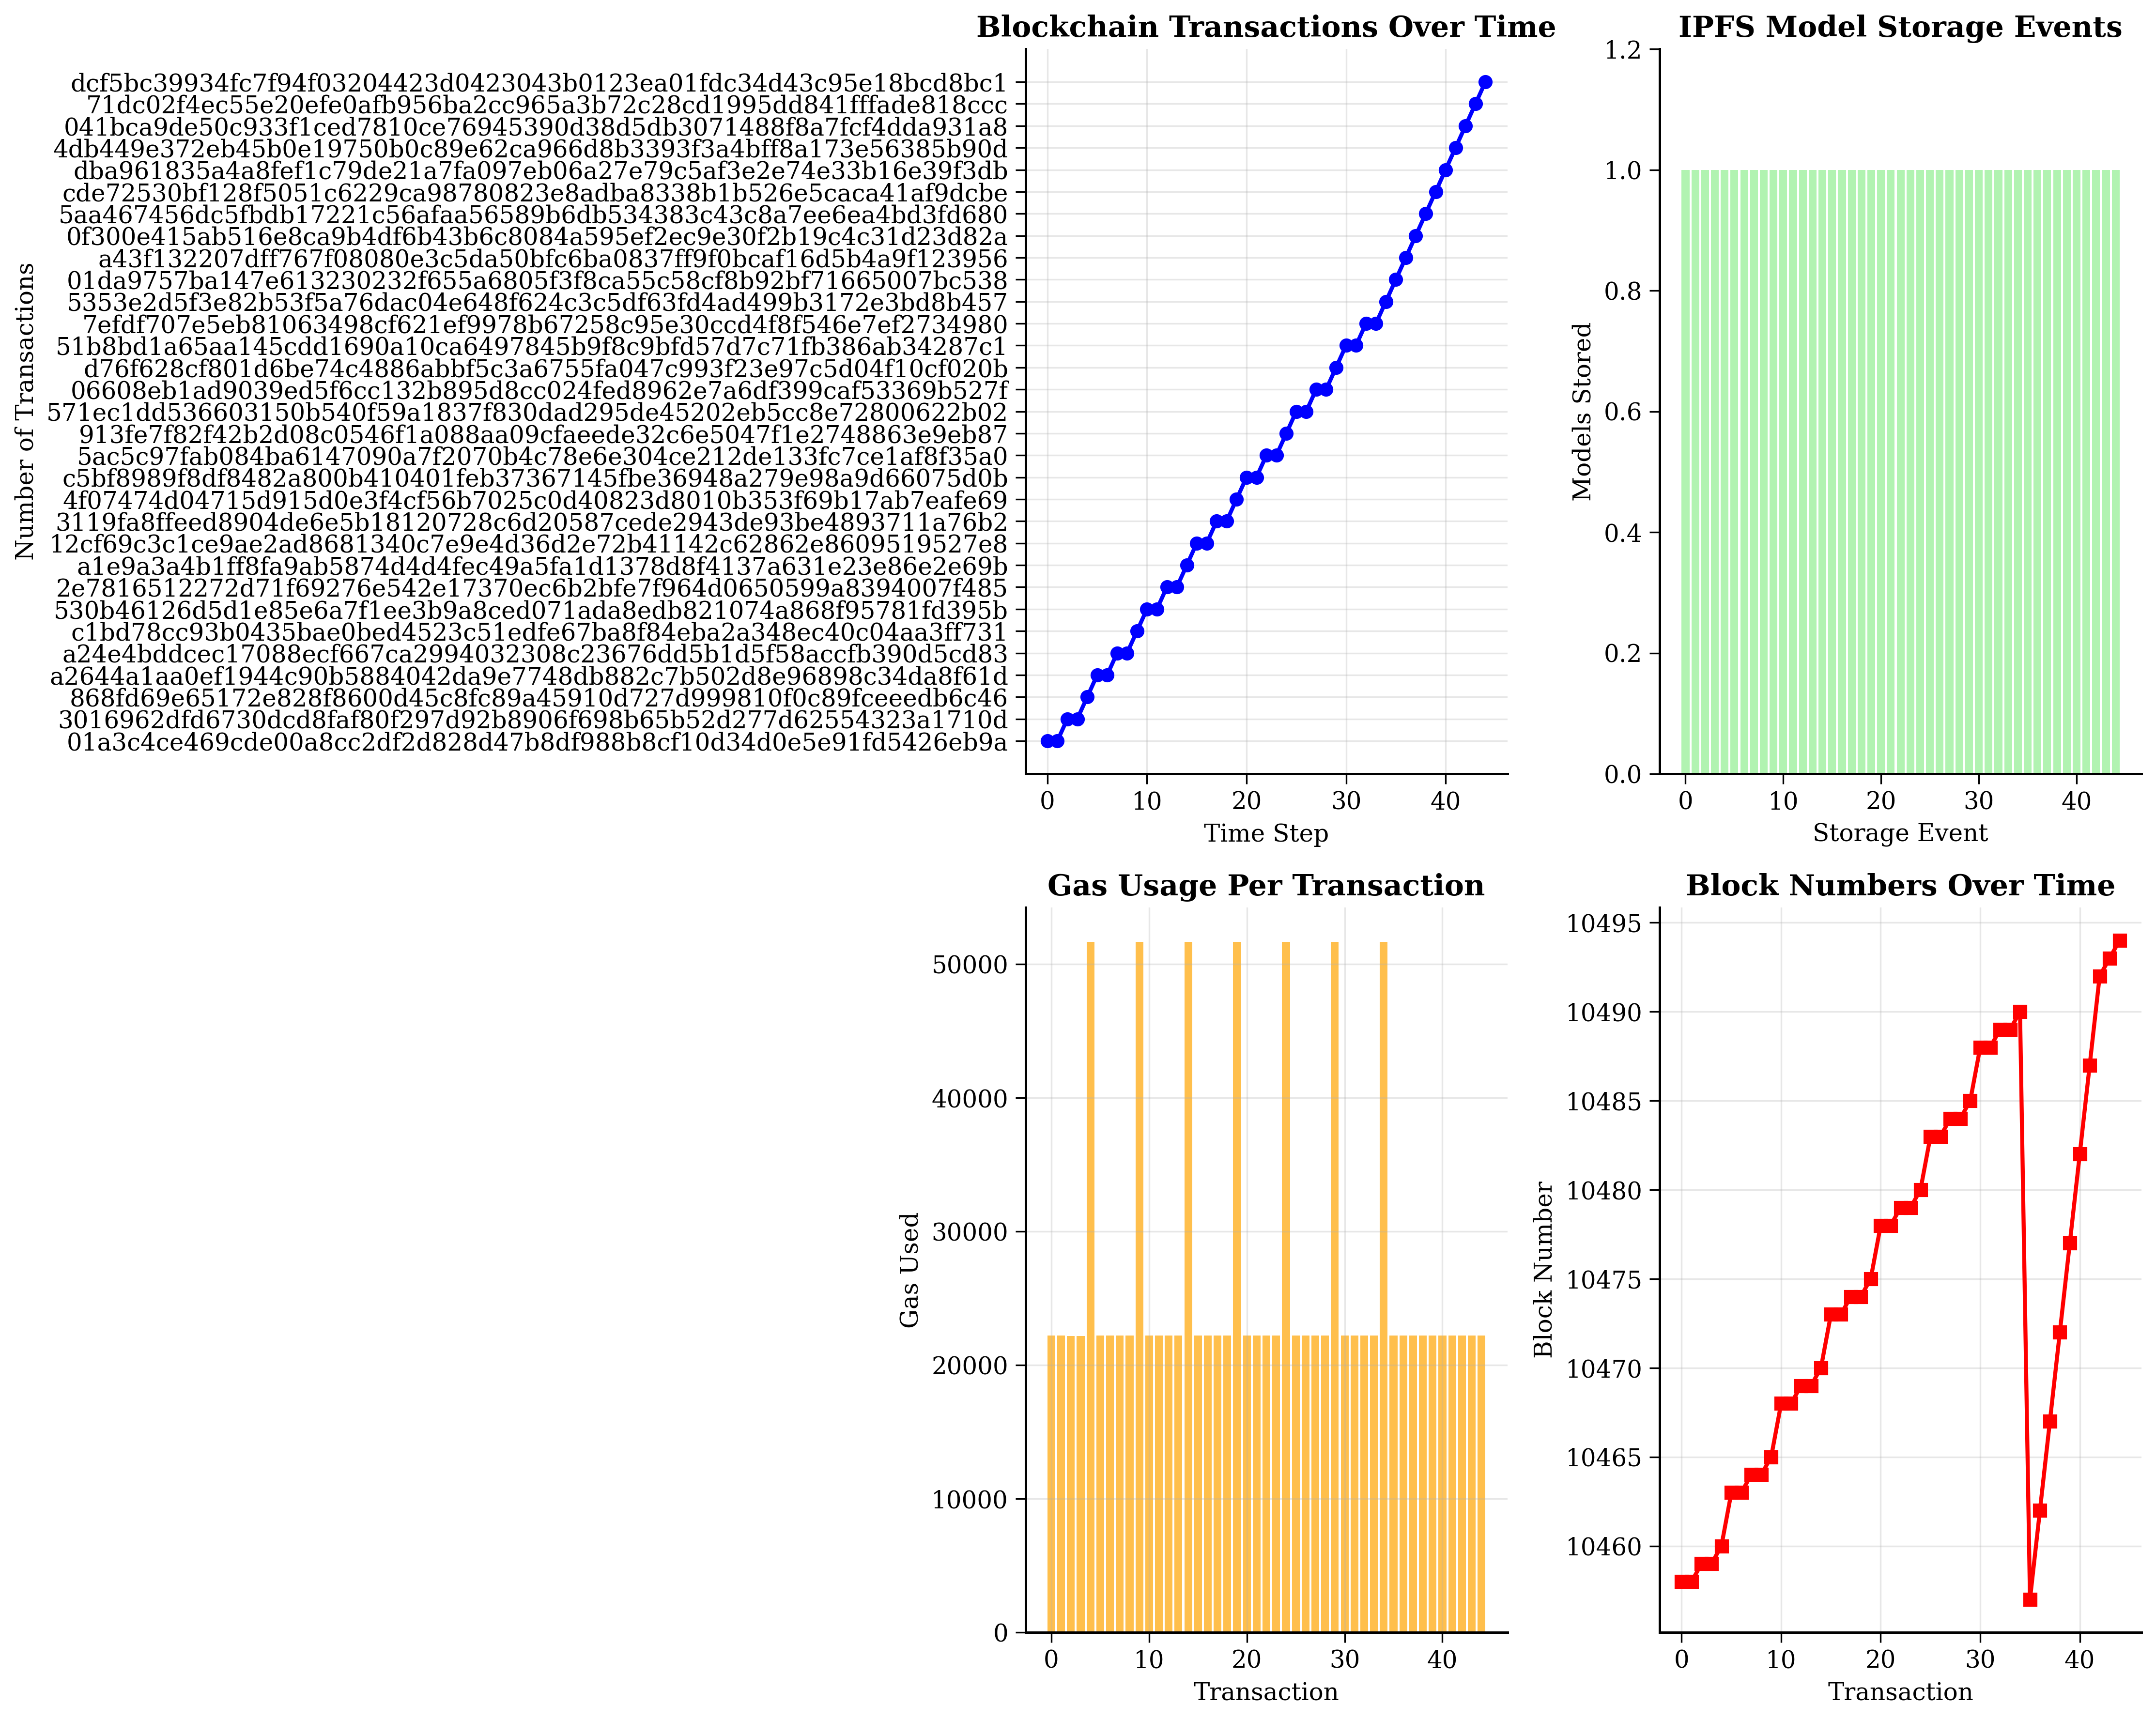 Blockchain Transactions Over Time
Number of Transactions
dcf5bc39934fc7f94f03204423d0423043b0123ea01fdc34d43c95e18bcd8bc1
71dc02f4ec55e20efe0afb956ba2cc965a3b72c28cd1995dd841fffade818ccc
041bca9de50c933f1ced7810ce76945390d38d5db3071488f8a7fcf4dda931a8
4db449e372eb45b0e19750b0c89e62ca966d8b3393f3a4bff8a173e56385b90d
dba961835a4a8fef1c79de21a7fa097eb06a27e79c5af3e2e74e33b16e39f3db
cde72530bf128f5051c6229ca98780823e8adba8338b1b526e5caca41af9dcbe
5aa467456dc5fbdb17221c56afaa56589b6db534383c43c8a7ee6ea4bd3fd680
0f300e415ab516e8ca9b4df6b43b6c8084a595ef2ec9e30f2b19c4c31d23d82a
a43f132207dff767f08080e3c5da50bfc6ba0837ff9f0bcaf16d5b4a9f123956
01da9757ba147e613230232f655a6805f3f8ca55c58cf8b92bf71665007bc538
5353e2d5f3e82b53f5a76dac04e648f624c3c5df63fd4ad499b3172e3bd8b457
7efdf707e5eb81063498cf621ef9978b67258c95e30ccd4f8f546e7ef2734980
51b8bd1a65aa145cdd1690a10ca6497845b9f8c9bfd57d7c71fb386ab34287c1
d76f628cf801d6be74c4886abbf5c3a6755fa047c993f23e97c5d04f10cf020b
06608eb1ad9039ed5f6cc132b895d8cc024fed8962e7a6df399caf53369b527f
571ec1dd536603150b540f59a1837f830dad295de45202eb5cc8e72800622b02
913fe7f82f42b2d08c0546f1a088aa09cfaeede32c6e5047f1e2748863e9eb87
5ac5c97fab084ba6147090a7f2070b4c78e6e304ce212de133fc7ce1af8f35a0
c5bf8989f8df8482a800b410401feb37367145fbe36948a279e98a9d66075d0b
4f07474d04715d915d0e3f4cf56b7025c0d40823d8010b353f69b17ab7eafe69
3119fa8ffeed8904de6e5b18120728c6d20587cede2943de93be4893711a76b2
12cf69c3c1ce9ae2ad8681340c7e9e4d36d2e72b41142c62862e8609519527e8
a1e9a3a4b1ff8fa9ab5874d4d4fec49a5fa1d1378d8f4137a631e23e86e2e69b
2e7816512272d71f69276e542e17370ec6b2bfe7f964d0650599a8394007f485
530b46126d5d1e85e6a7f1ee3b9a8ced071ada8edb821074a868f95781fd395b
c1bd78cc93b0435bae0bed4523c51edfe67ba8f84eba2a348ec40c04aa3ff731
a24e4bddcec17088ecf667ca2994032308c23676dd5b1d5f58accfb390d5cd83
a2644a1aa0ef1944c90b5884042da9e7748db882c7b502d8e96898c34da8f61d
868fd69e65172e828f8600d45c8fc89a45910d727d999810f0c89fceeedb6c46
3016962dfd6730dcd8faf80f297d92b8906f698b65b52d277d62554323a1710d
01a3c4ce469cde00a8cc2df2d828d47b8df988b8cf10d34d0e5e91fd5426eb9a
0 10 20 30 40
Time Step
IPFS Model Storage Events
Models Stored
1.2
1.0
0.8
0.6
0.4
0.2
0.0
0 10 20 30 40
Storage Event
Gas Usage Per Transaction
Gas Used
50000
40000
30000
20000
10000
0
0 10 20 30 40
Transaction
Block Numbers Over Time
Block Number
10495
10490
10485
10480
10475
10470
10465
10460
0 10 20 30 40
Transaction